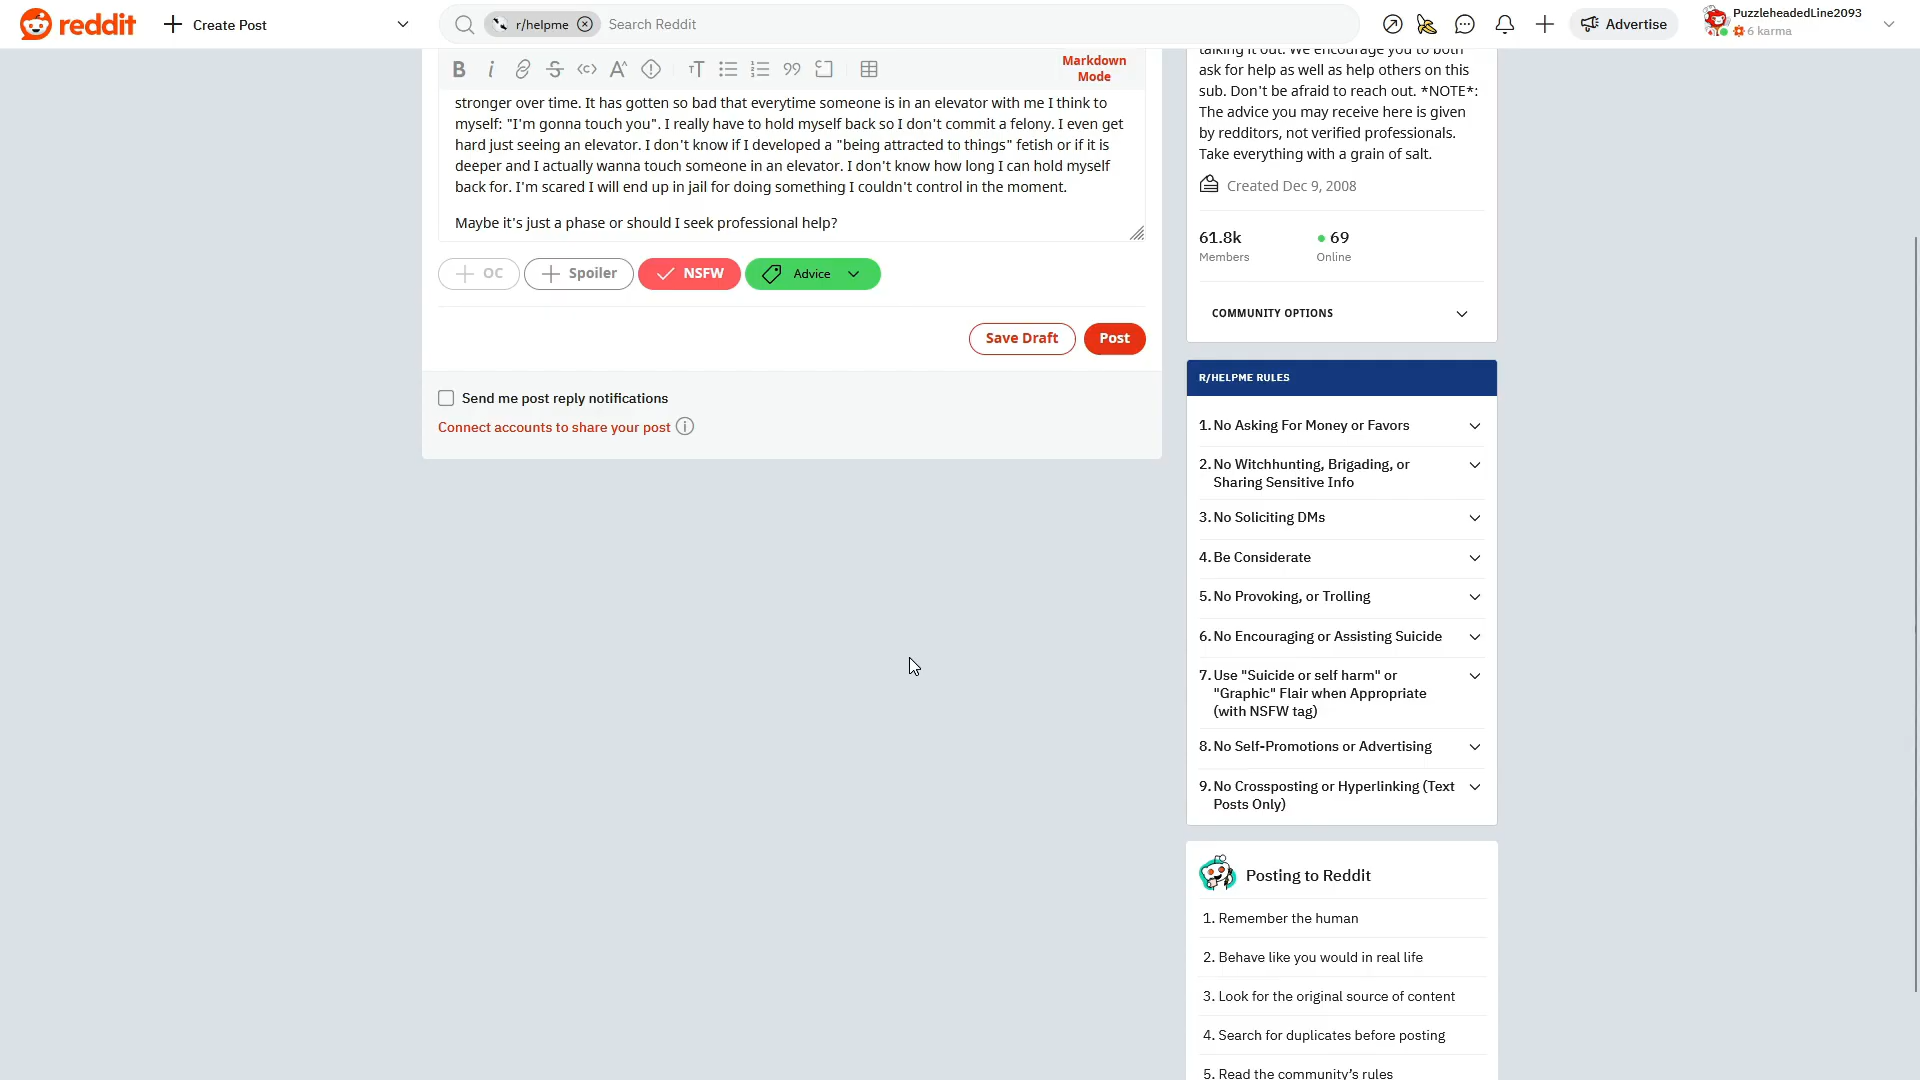 reddit
Create Post
r/helpme
Search Reddit
Advertise
PuzzleheadedLine2093
6 karma
Markdown
Mode
stronger over time. It has gotten so bad that everytime someone is in an elevator with me I think to
myself: "I'm gonna touch you". I really have to hold myself back so I don't commit a felony. I even get
hard just seeing an elevator. I don't know if I developed a "being attracted to things" fetish or if it is
deeper and I actually wanna touch someone in an elevator. I don't know how long I can hold myself
back for. I'm scared I will end up in jail for doing something I couldn't control in the moment.
Maybe it's just a phase or should I seek professional help?
OC
Spoiler
NSFW
Advice
Save Draft
Post
Send me post reply notifications
Connect accounts to share your post
talking it out. We encourage you to both
ask for help as well as help others on this
sub. Don't be afraid to reach out. *NOTE*:
The advice you may receive here is given
by redditors, not verified professionals.
Take everything with a grain of salt.
Created Dec 9, 2008
61.8k
69
Members
Online
COMMUNITY OPTIONS
R/HELPME RULES
1. No Asking For Money or Favors
2. No Witchhunting, Brigading, or
Sharing Sensitive Info
3. No Soliciting DMs
4. Be Considerate
5. No Provoking, or Trolling
6. No Encouraging or Assisting Suicide
7. Use "Suicide or self harm" or
"Graphic" Flair when Appropriate
(with NSFW tag)
8. No Self-Promotions or Advertising
9. No Crossposting or Hyperlinking (Text
Posts Only)
Posting to Reddit
1. Remember the human
2. Behave like you would in real life
3. Look for the original source of content
4. Search for duplicates before posting
5. Read the community's rules